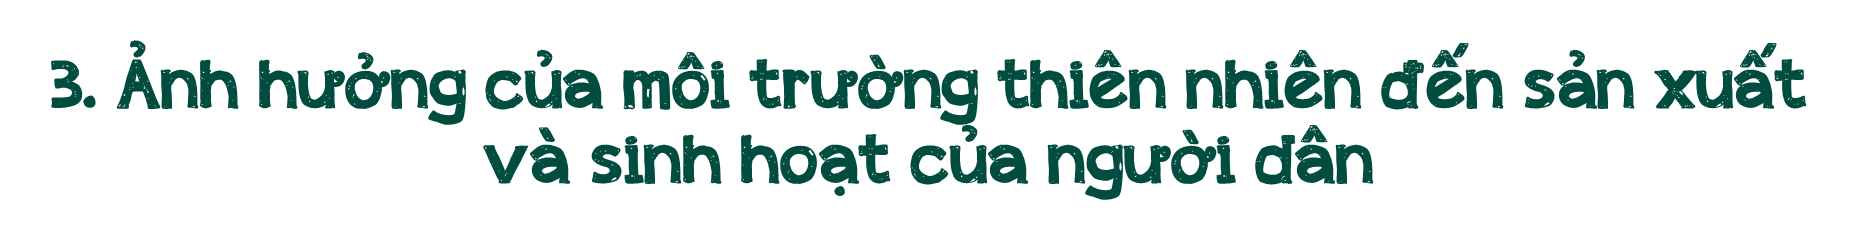 3. Ảnh hưởng của môi trường thiên nhiên đến sản xuất
và sinh hoạt của người dân